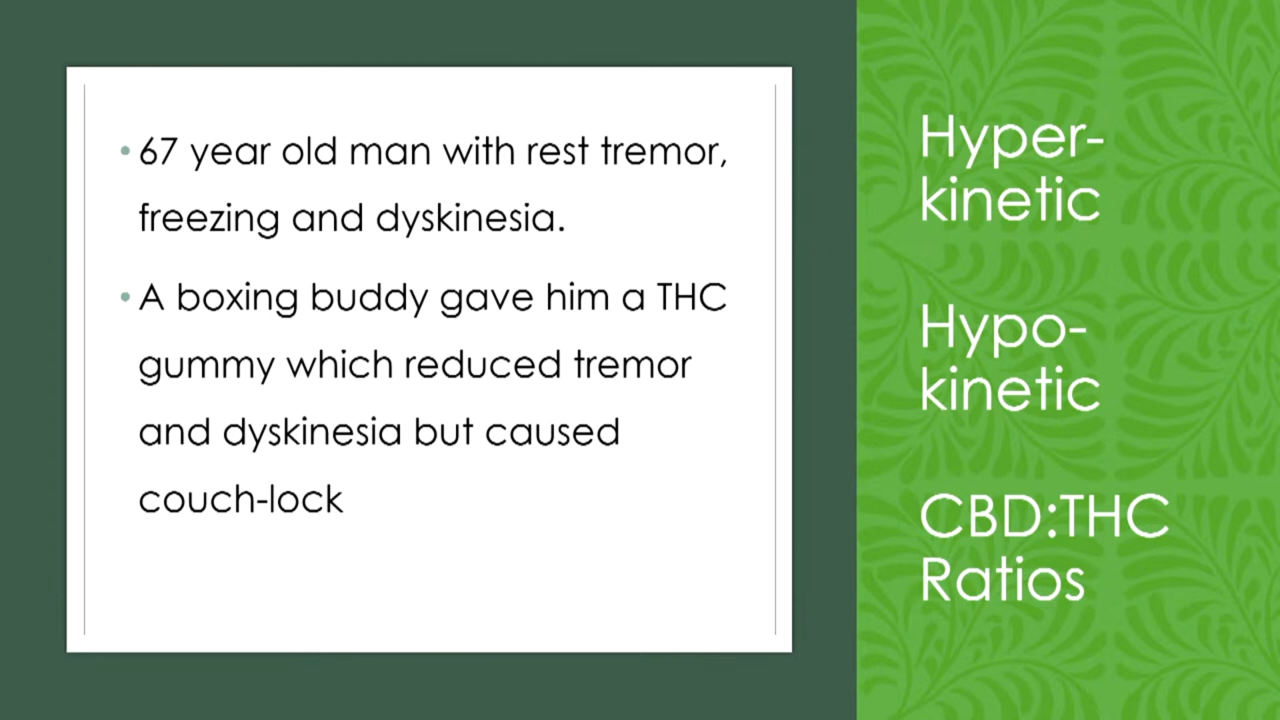 • 67 year old man with rest tremor,
freezing and dyskinesia.
• A boxing buddy gave him a THC
gummy which reduced tremor
and dyskinesia but caused
couch-lock
Hyper-
kinetic
Hypo-
kinetic
CBD:THC
Ratios